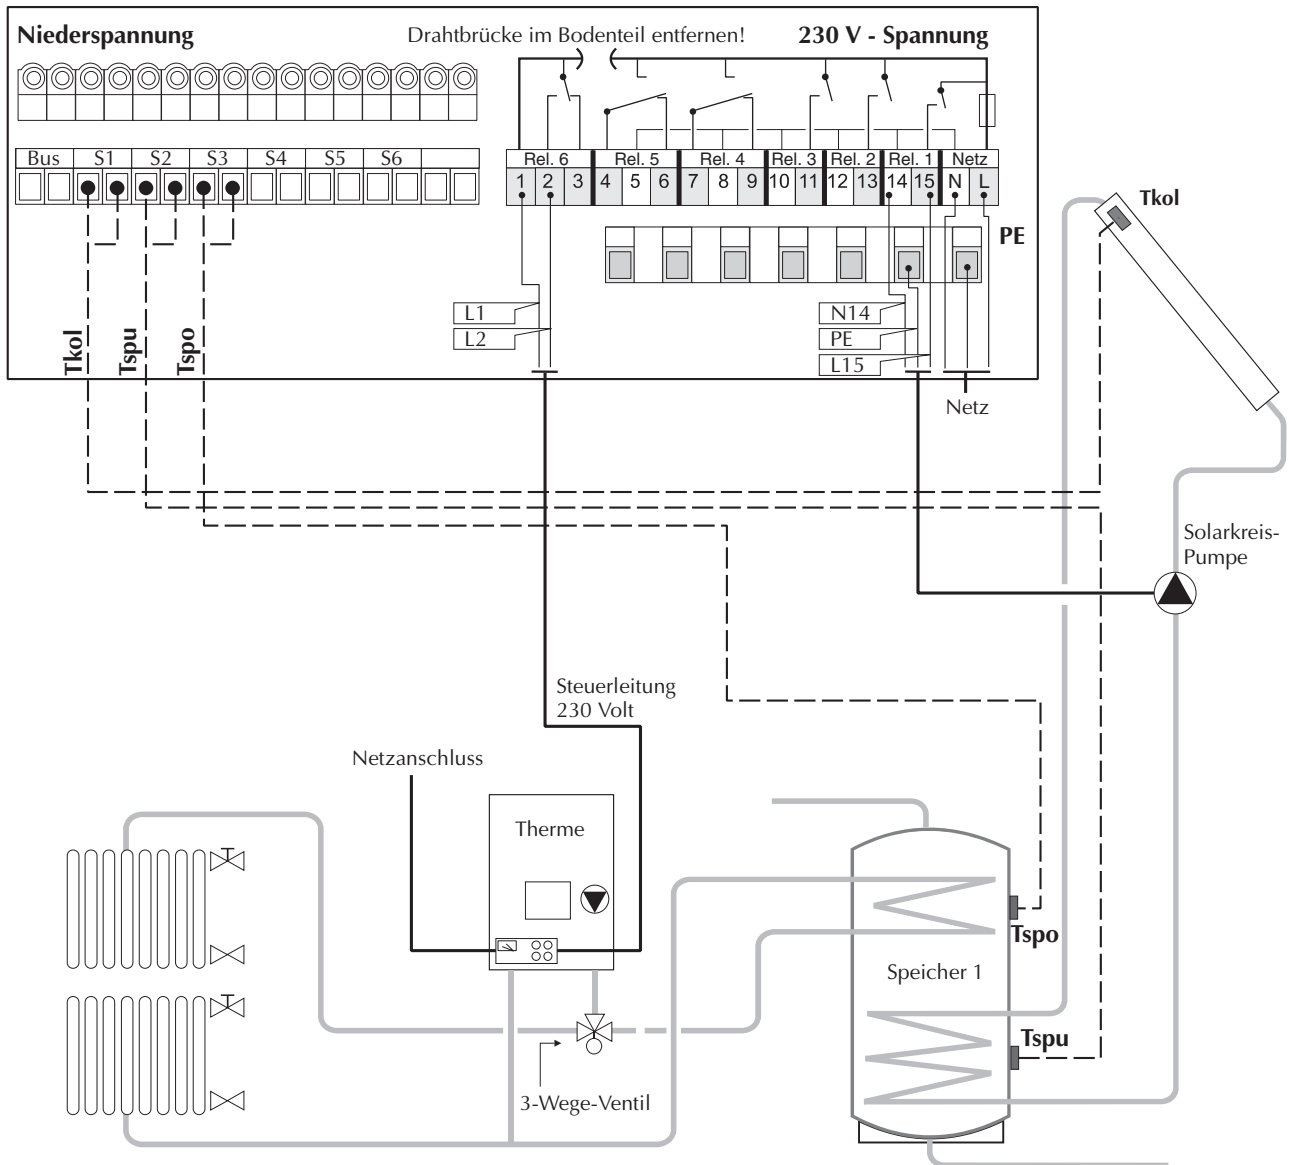 Niederspannung
Drahtbrücke im Bodenteil entfernen!
230 V - Spannung
Bus S1 S2 S3 S4 S5 S6
Rel. 6 Rel. 5 Rel. 4 Rel. 3 Rel. 2 Rel. 1 Netz
1 2 3 4 5 6 7 8 9 10 11 12 13 14 15 N L
PE
Tkol
L1
L2
N14
PE
L15
Tkol
Tspu
Tspo
Netz
Solarkreis-
Pumpe
Steuerleitung
230 Volt
Netzanschluss
Therme
Tspo
Speicher 1
Tspu
3-Wege-Ventil